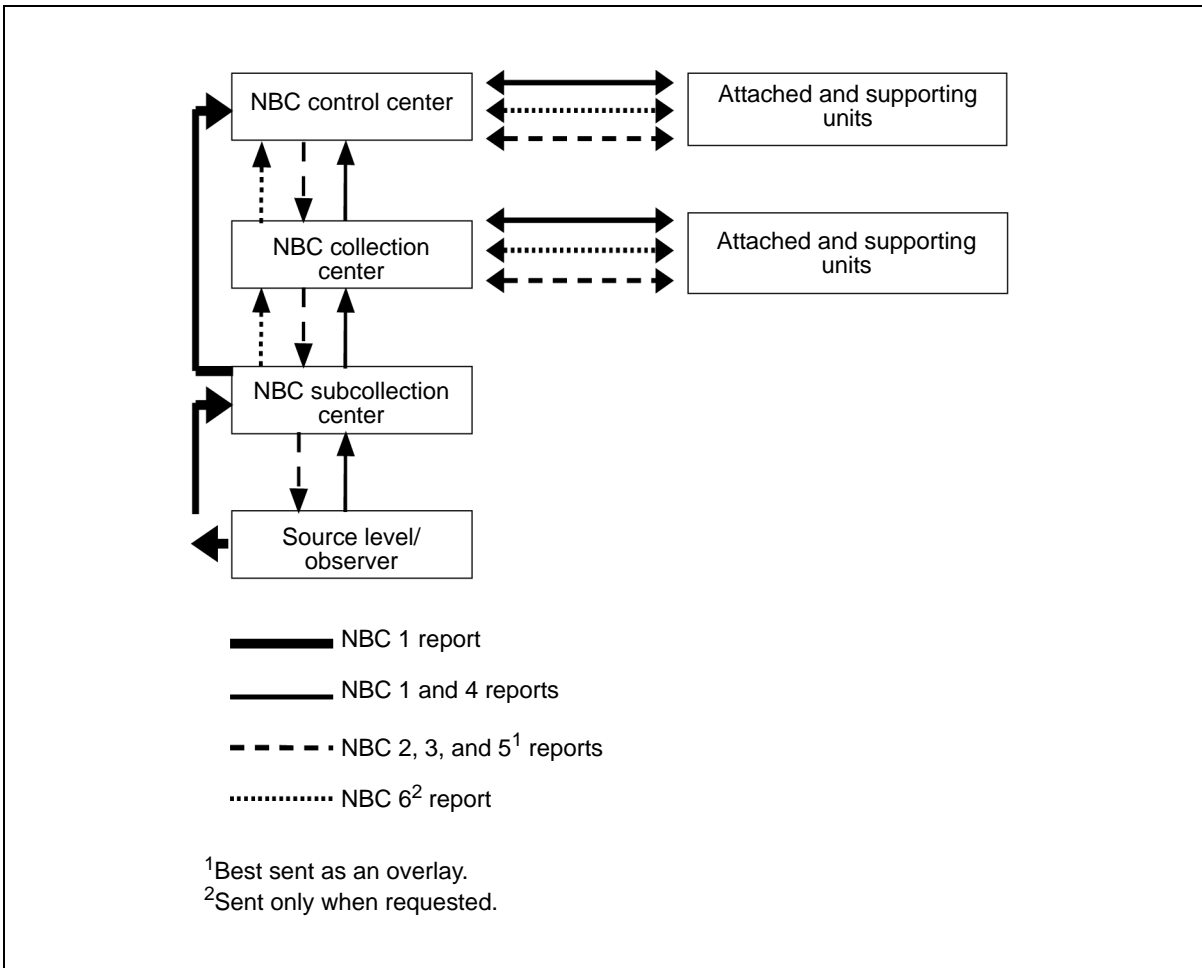 NBC control center
Attached and supporting
units
NBC collection
center
Attached and supporting
units
NBC subcollection
center
Source level/
observer
NBC 1 report
NBC 1 and 4 reports
NBC 2, 3, and 5¹ reports
NBC 6² report
¹Best sent as an overlay.
²Sent only when requested.